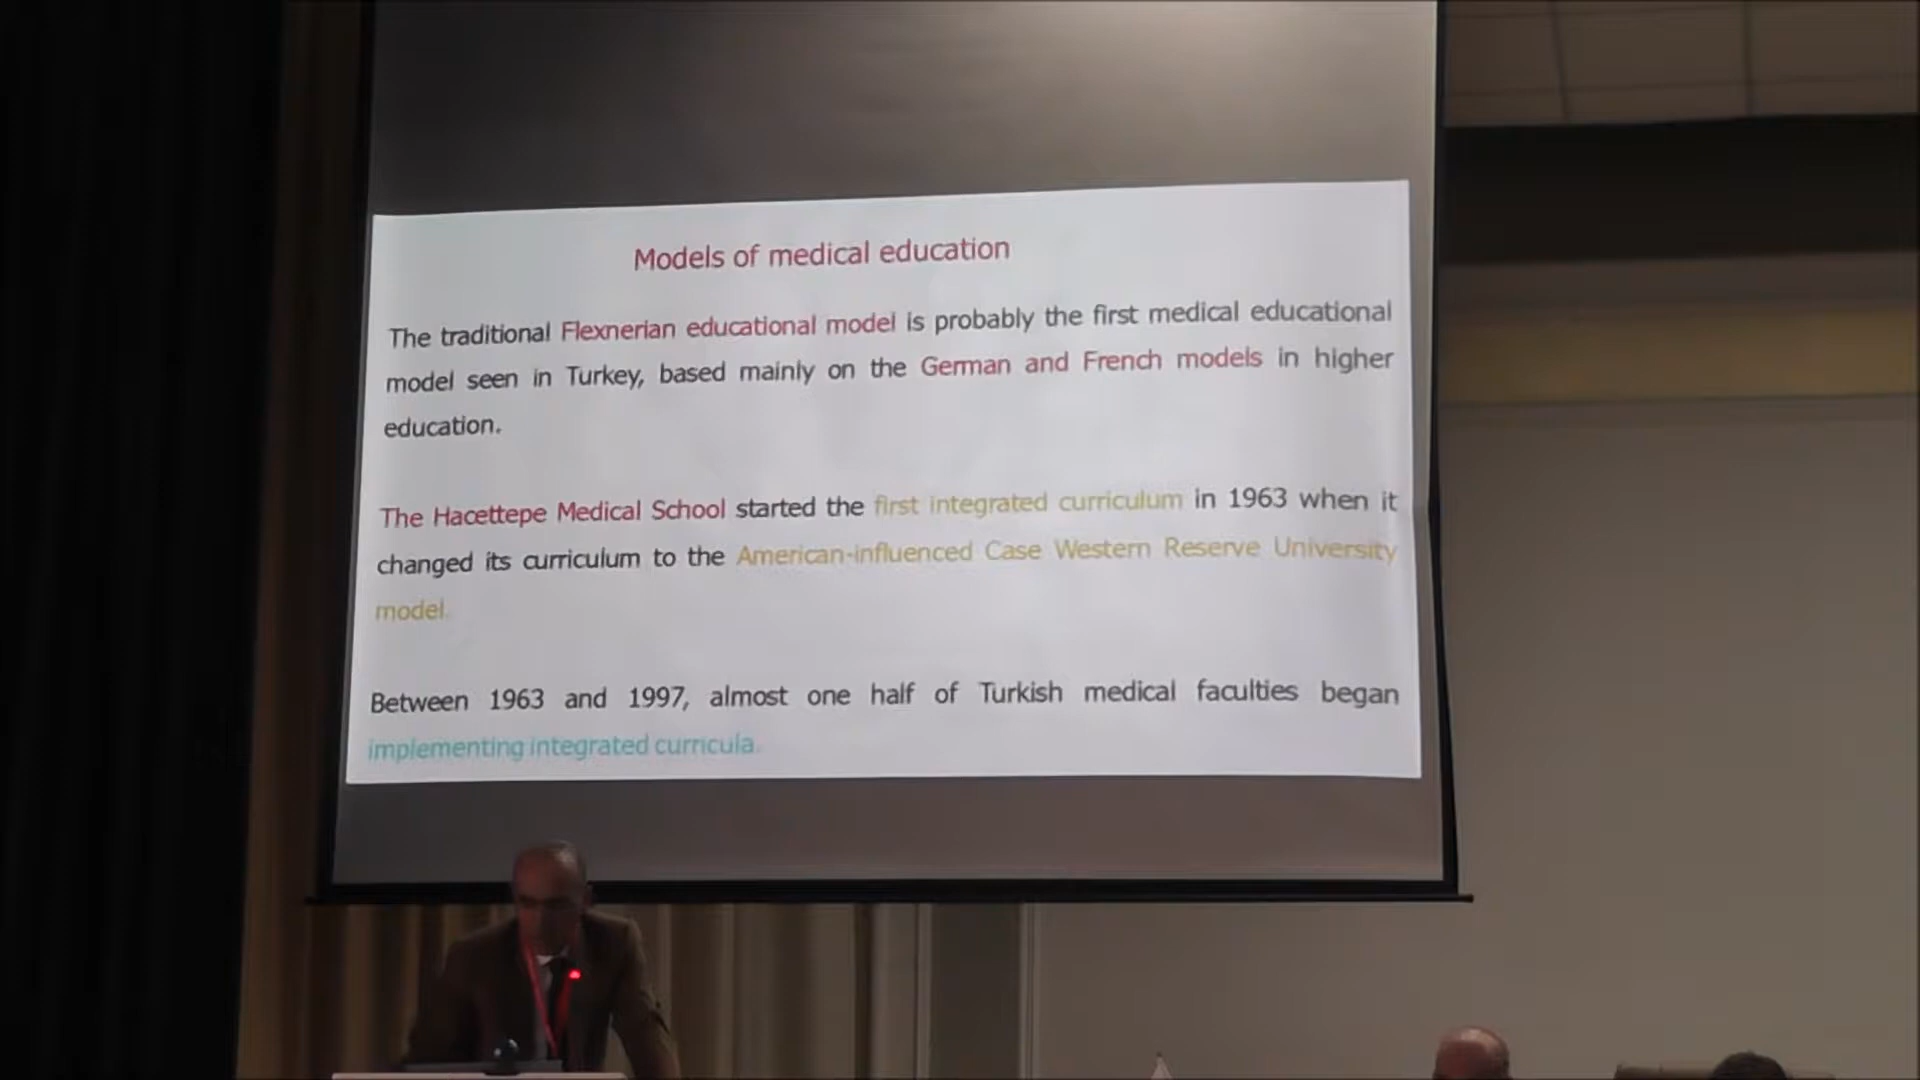 Models of medical education
The traditional Flexnerian educational model is probably the first medical educational
model seen in Turkey, based mainly on the German and French models in higher
education.
The Hacettepe Medical School started the first integrated curriculum in 1963 when it
changed its curriculum to the American-influenced Case Western Reserve University
model.
Between 1963 and 1997, almost one half of Turkish medical faculties began
implementing integrated curricula.